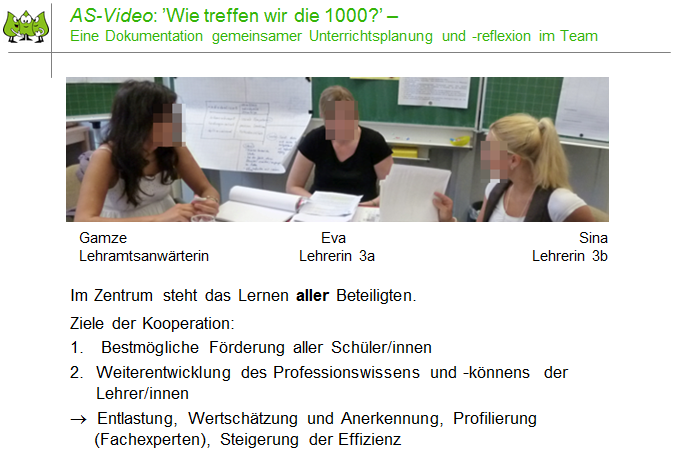 AS-Video: 'Wie treffen wir die 1000?' –
Eine Dokumentation gemeinsamer Unterrichtsplanung und -reflexion im Team
Gamze Eva Sina
Lehramtsanwärterin Lehrerin 3a Lehrerin 3b
Im Zentrum steht das Lernen aller Beteiligten.
Ziele der Kooperation:
1. Bestmögliche Förderung aller Schüler/innen
2. Weiterentwicklung des Professionswissens und -könnens der
Lehrer/innen
→ Entlastung, Wertschätzung und Anerkennung, Profilierung
(Fachexperten), Steigerung der Effizienz